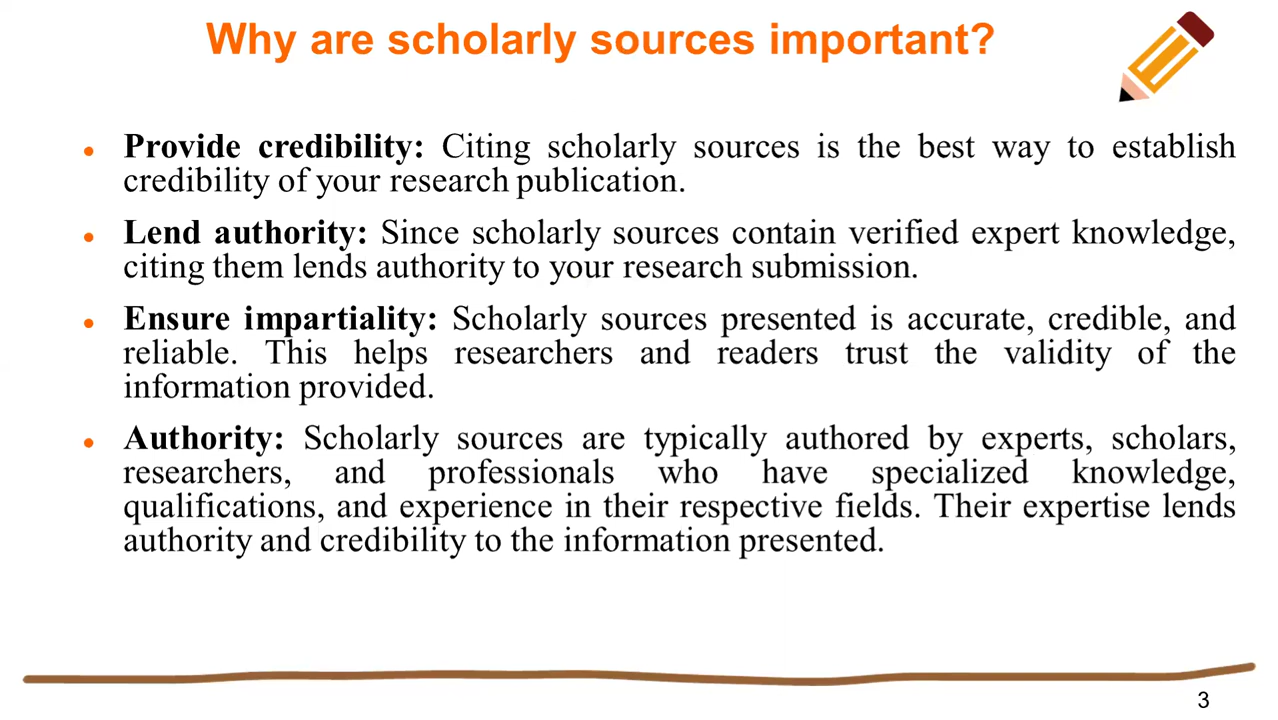 Why are scholarly sources important?
● Provide credibility: Citing scholarly sources is the best way to establish
credibility of your research publication.
● Lend authority: Since scholarly sources contain verified expert knowledge,
citing them lends authority to your research submission.
● Ensure impartiality: Scholarly sources presented is accurate, credible, and
reliable. This helps researchers and readers trust the validity of the
information provided.
● Authority: Scholarly sources are typically authored by experts, scholars,
researchers, and professionals who have specialized knowledge,
qualifications, and experience in their respective fields. Their expertise lends
authority and credibility to the information presented.
3